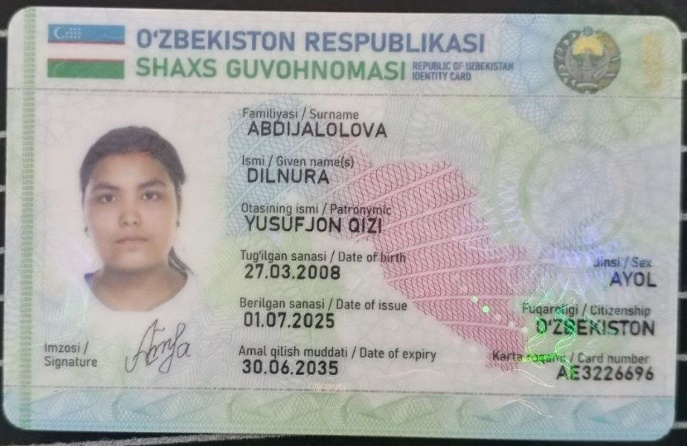 O'ZBEKISTON RESPUBLIKASI
SHAXS GUVOHNOMASI REPUBLIC OF UZBEKISTAN
IDENTITY CARD
Familiyasi / Surname
ABDIJALOLOVA
Ismi / Given name(s)
DILNURA
Otasining ismi / Patronymic
YUSUFJON QIZI
Tug'ilgan sanasi / Date of birth
27.03.2008
Jinsi / Sex
AYOL
Berilgan sanasi / Date of issue
01.07.2025
Fuqaroligi / Citizenship
O'ZBEKISTON
Imzosi /
Signature
Amal qilish muddati / Date of expiry
30.06.2035
Karta raqami / Card number
AE3226696